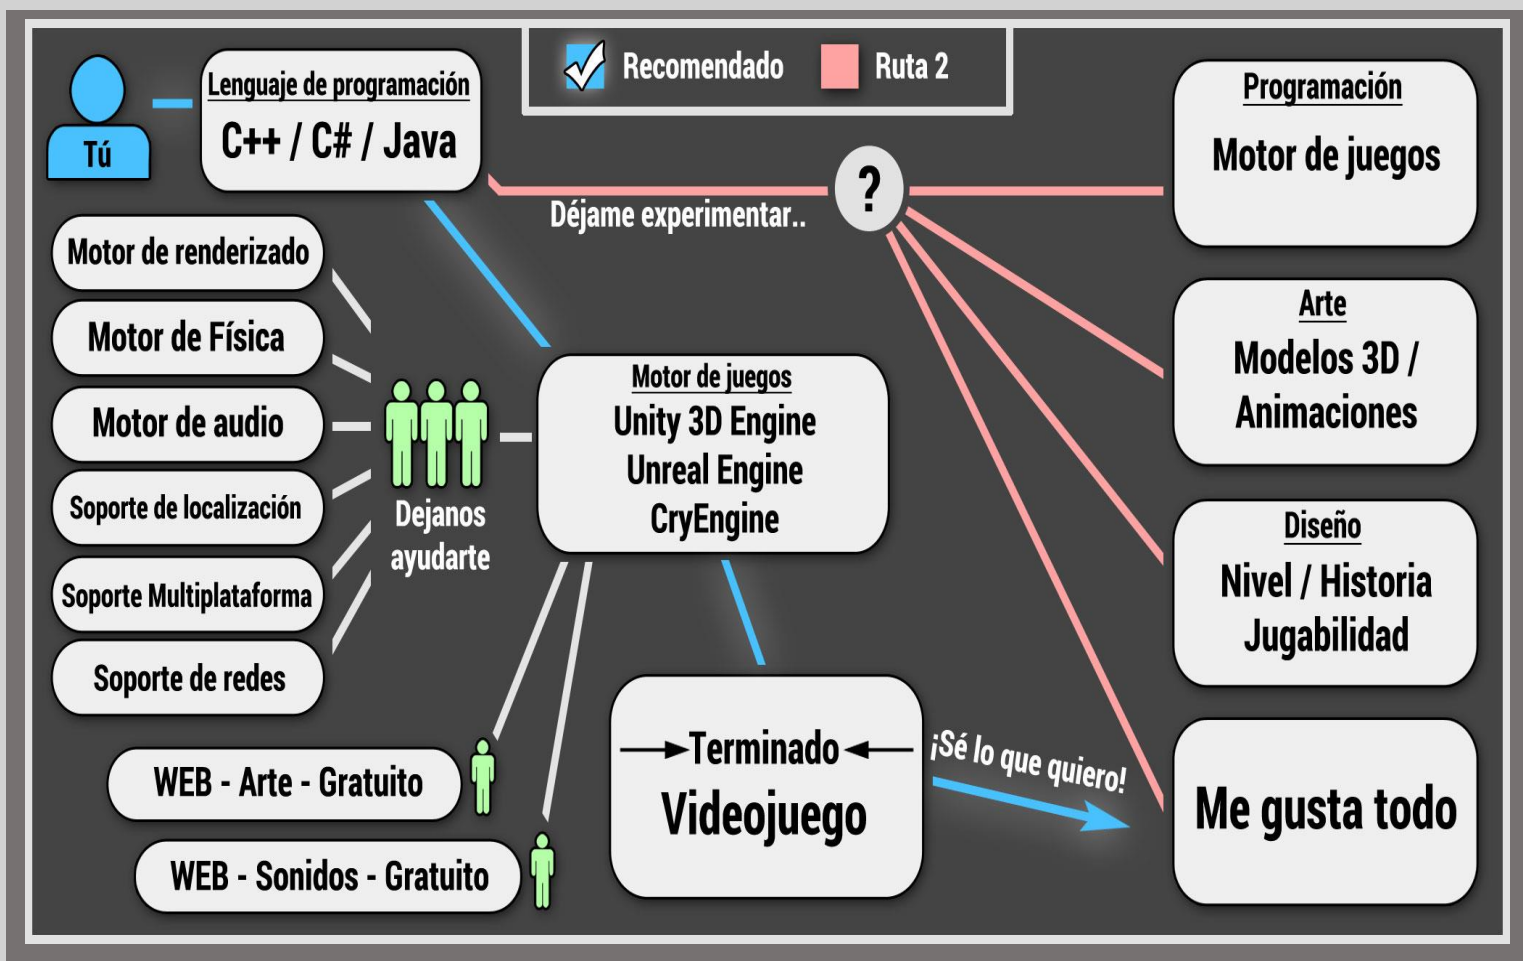 Recomendado
Ruta 2
Tú
Lenguaje de programación
C++ / C# / Java
Déjame experimentar..
?
Programación
Motor de juegos
Arte
Modelos 3D /
Animaciones
Diseño
Nivel / Historia
Jugabilidad
Me gusta todo
Motor de renderizado
Motor de Física
Motor de audio
Soporte de localización
Soporte Multiplataforma
Soporte de redes
Dejanos
ayudarte
Motor de juegos
Unity 3D Engine
Unreal Engine
CryEngine
WEB - Arte - Gratuito
WEB - Sonidos - Gratuito
Terminado
Videojuego
¡Sé lo que quiero!